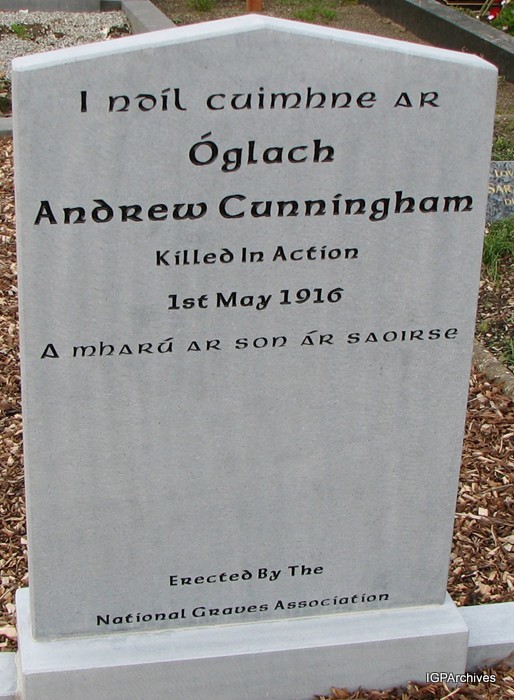 I ndíl cuimhne ar
Óglach
Andrew Cunningham
Killed In Action
1st May 1916
A mharú ar son ár saoirse
Erected By The
National Graves Association
IGPArchives